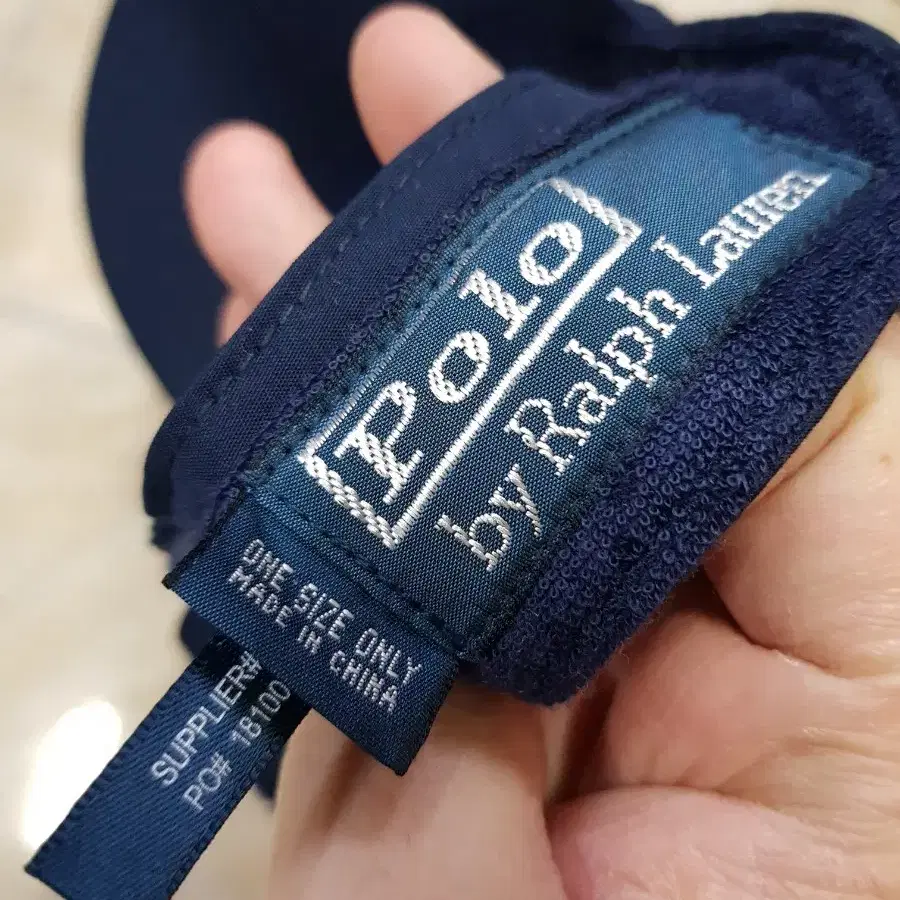 Polo
by Ralph Lauren
ONE SIZE ONLY
MADE IN CHINA
SUPPLIER#
PO# 18100